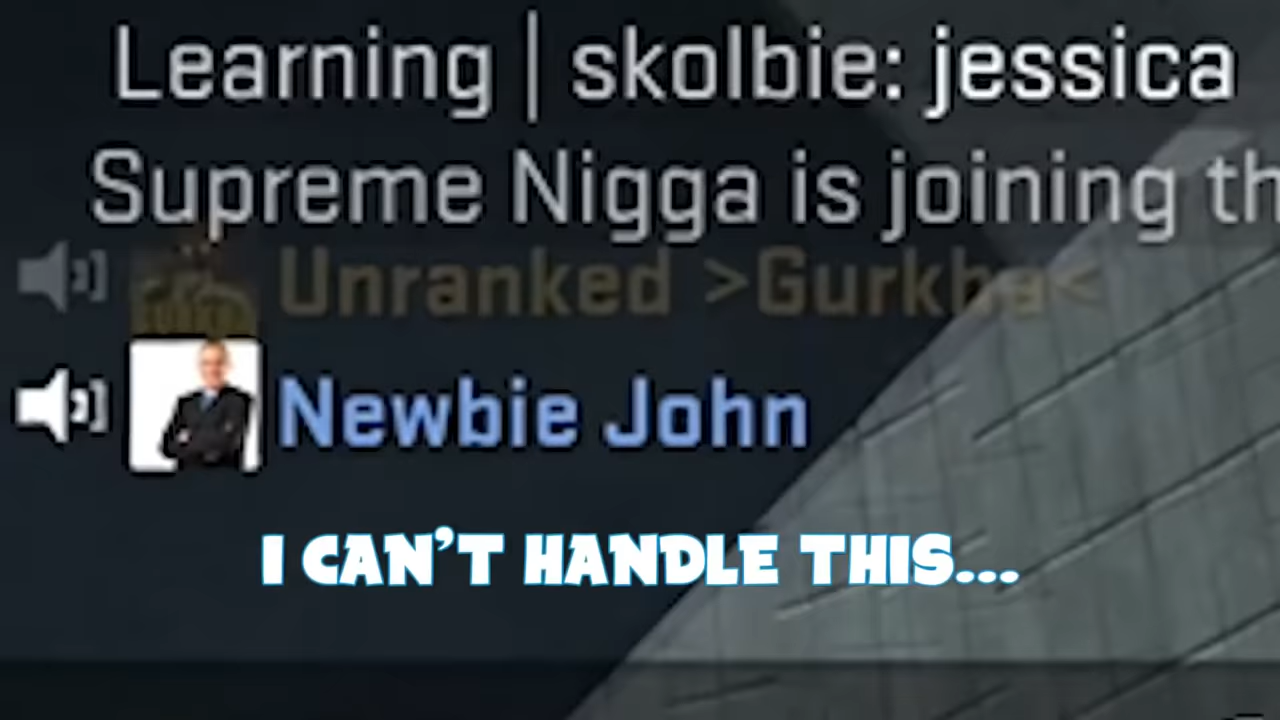 Learning | skolbie: jessica
Supreme Nigga is joining th
Unranked >Gurkha<
Newbie John
I CAN'T HANDLE THIS...